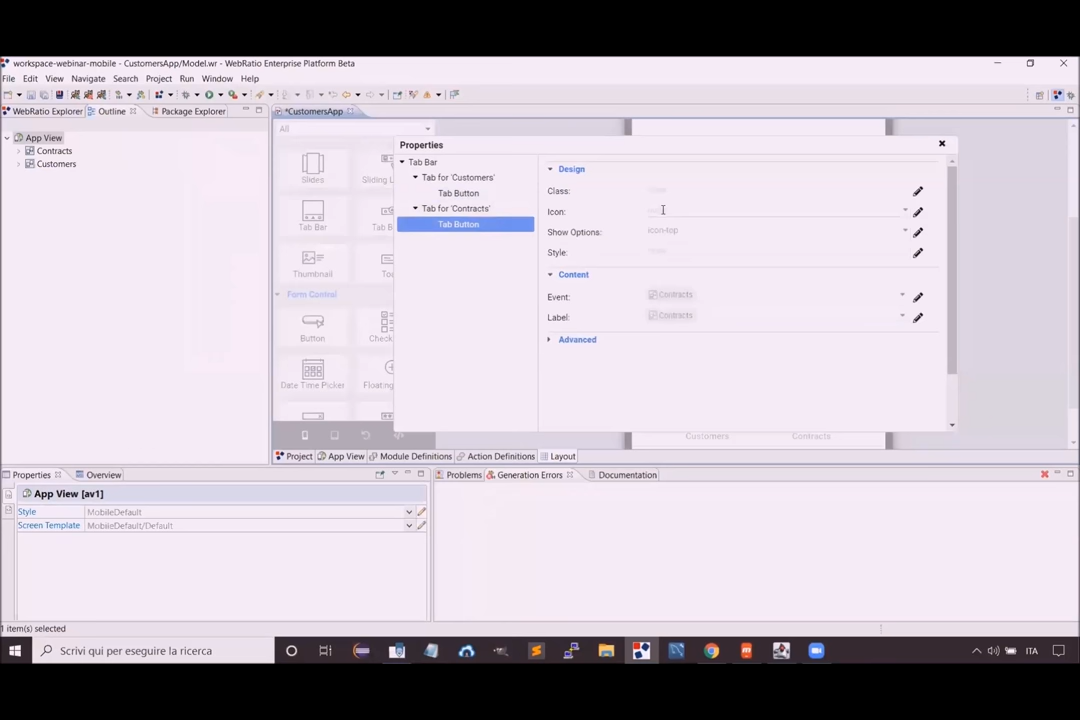 workspace-webinar-mobile - CustomersApp/Model.wr - WebRatio Enterprise Platform Beta
File Edit View Navigate Search Project Run Window Help
WebRatio Explorer Outline Package Explorer *CustomersApp
App View
Contracts
Customers
All
Slides
Sliding
Tab Bar
Tab B
Thumbnail
Too
Form Control
Button
Check
Date Time Picker
Floating
Properties
Tab Bar
Tab for 'Customers'
Tab Button
Tab for 'Contracts'
Tab Button
Design
Class:
Icon:
Show Options: icon-top
Style:
Content
Event: Contracts
Label: Contracts
Advanced
Customers Contracts
Project App View Module Definitions Action Definitions Layout
Properties Overview
App View [av1]
Style MobileDefault
Screen Template MobileDefault/Default
Problems Generation Errors Documentation
1 item(s) selected
Scrivi qui per eseguire la ricerca
ITA